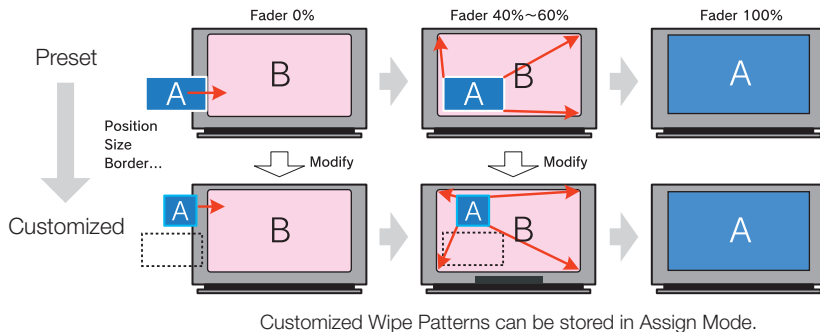 Fader 0%
Fader 40%~60%
Fader 100%
Preset
A
B
A
B
A
Position
Size
Border...
Modify
Modify
Customized
A
B
A
B
A
Customized Wipe Patterns can be stored in Assign Mode.